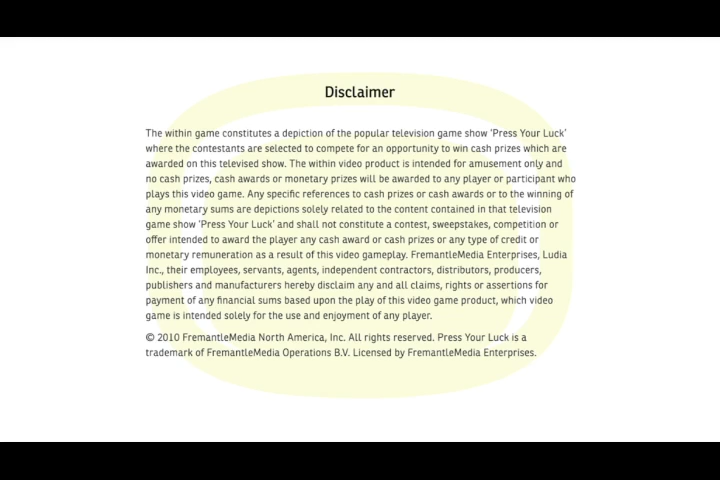 Disclaimer
The within game constitutes a depiction of the popular television game show 'Press Your Luck'
where the contestants are selected to compete for an opportunity to win cash prizes which are
awarded on this televised show. The within video product is intended for amusement only and
no cash prizes, cash awards or monetary prizes will be awarded to any player or participant who
plays this video game. Any specific references to cash prizes or cash awards or to the winning of
any monetary sums are depictions solely related to the content contained in that television
game show 'Press Your Luck' and shall not constitute a contest, sweepstakes, competition or
offer intended to award the player any cash award or cash prizes or any type of credit or
monetary remuneration as a result of this video gameplay. FremantleMedia Enterprises, Ludia
Inc., their employees, servants, agents, independent contractors, distributors, producers,
publishers and manufacturers hereby disclaim any and all claims, rights or assertions for
payment of any financial sums based upon the play of this video game product, which video
game is intended solely for the use and enjoyment of any player.
© 2010 FremantleMedia North America, Inc. All rights reserved. Press Your Luck is a
trademark of FremantleMedia Operations B.V. Licensed by FremantleMedia Enterprises.